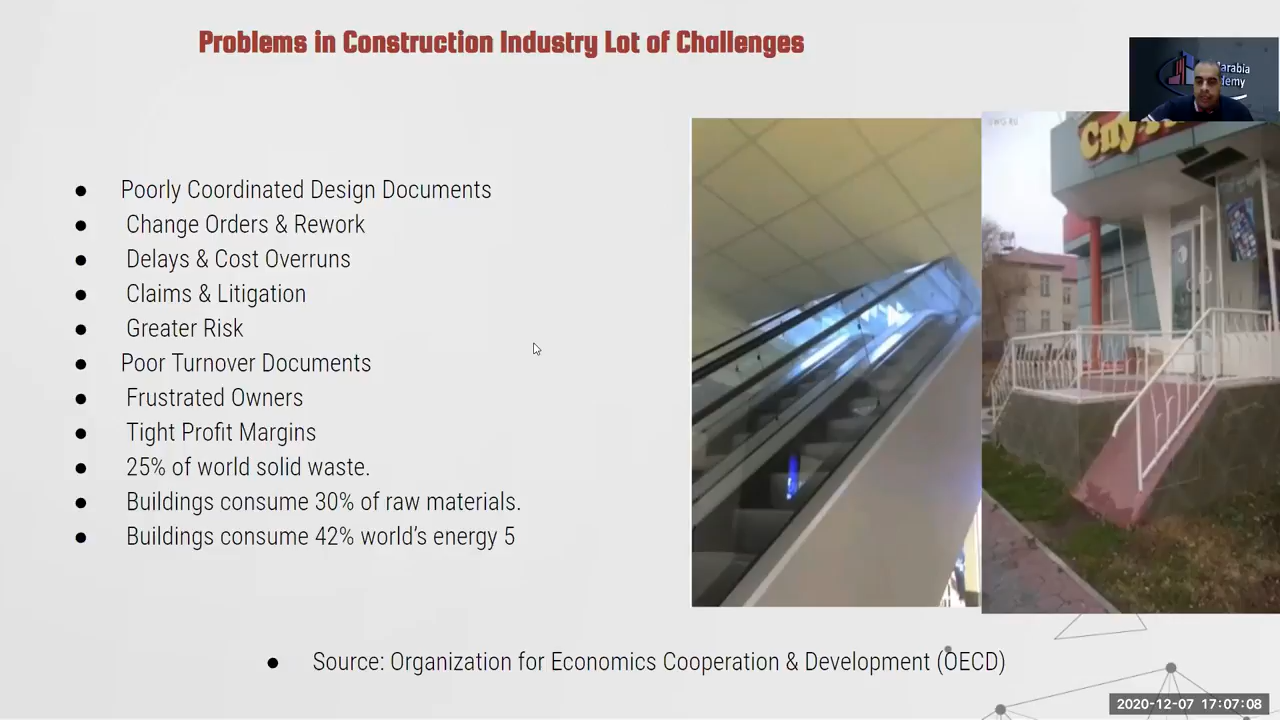 Problems in Construction Industry Lot of Challenges
arabia
demy
● Poorly Coordinated Design Documents
● Change Orders & Rework
● Delays & Cost Overruns
● Claims & Litigation
● Greater Risk
● Poor Turnover Documents
● Frustrated Owners
● Tight Profit Margins
● 25% of world solid waste.
● Buildings consume 30% of raw materials.
● Buildings consume 42% world's energy 5
● Source: Organization for Economics Cooperation & Development (OECD)
2020-12-07 17:07:08